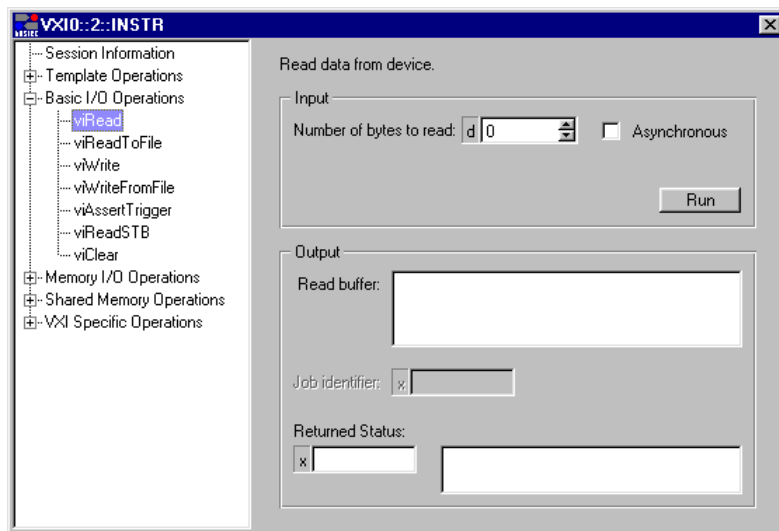 VXI0::2::INSTR
Session Information
Template Operations
Basic I/O Operations
viRead
viReadToFile
viWrite
viWriteFromFile
viAssertTrigger
viReadSTB
viClear
Memory I/O Operations
Shared Memory Operations
VXI Specific Operations
Read data from device.
Input
Number of bytes to read: d 0 Asynchronous
Run
Output
Read buffer:
Job identifier: x
Returned Status:
x